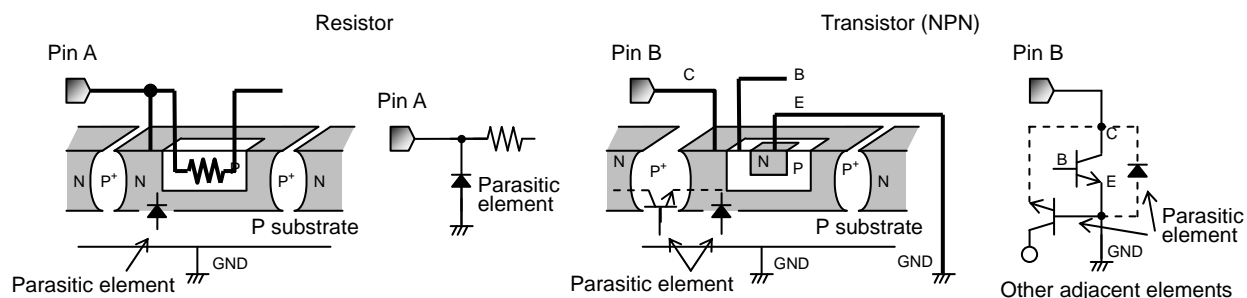 Resistor
Transistor (NPN)
Pin A
Pin B
Pin B
C
B
E
Pin A
C
B
E
N
P+
N
P
P+
N
Parasitic
element
N
P+
N
P
P+
N
P substrate
P substrate
Parasitic
element
GND
GND
GND
Parasitic element
Parasitic element
Other adjacent elements